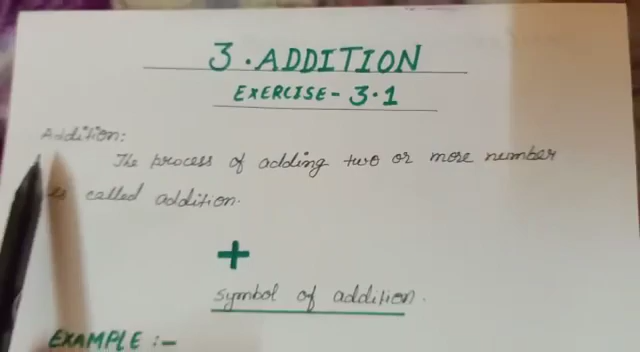 3. ADDITION
EXERCISE - 3.1
Addition:
The process of adding two or more number
is called addition.
+
symbol of addition.
EXAMPLE :-